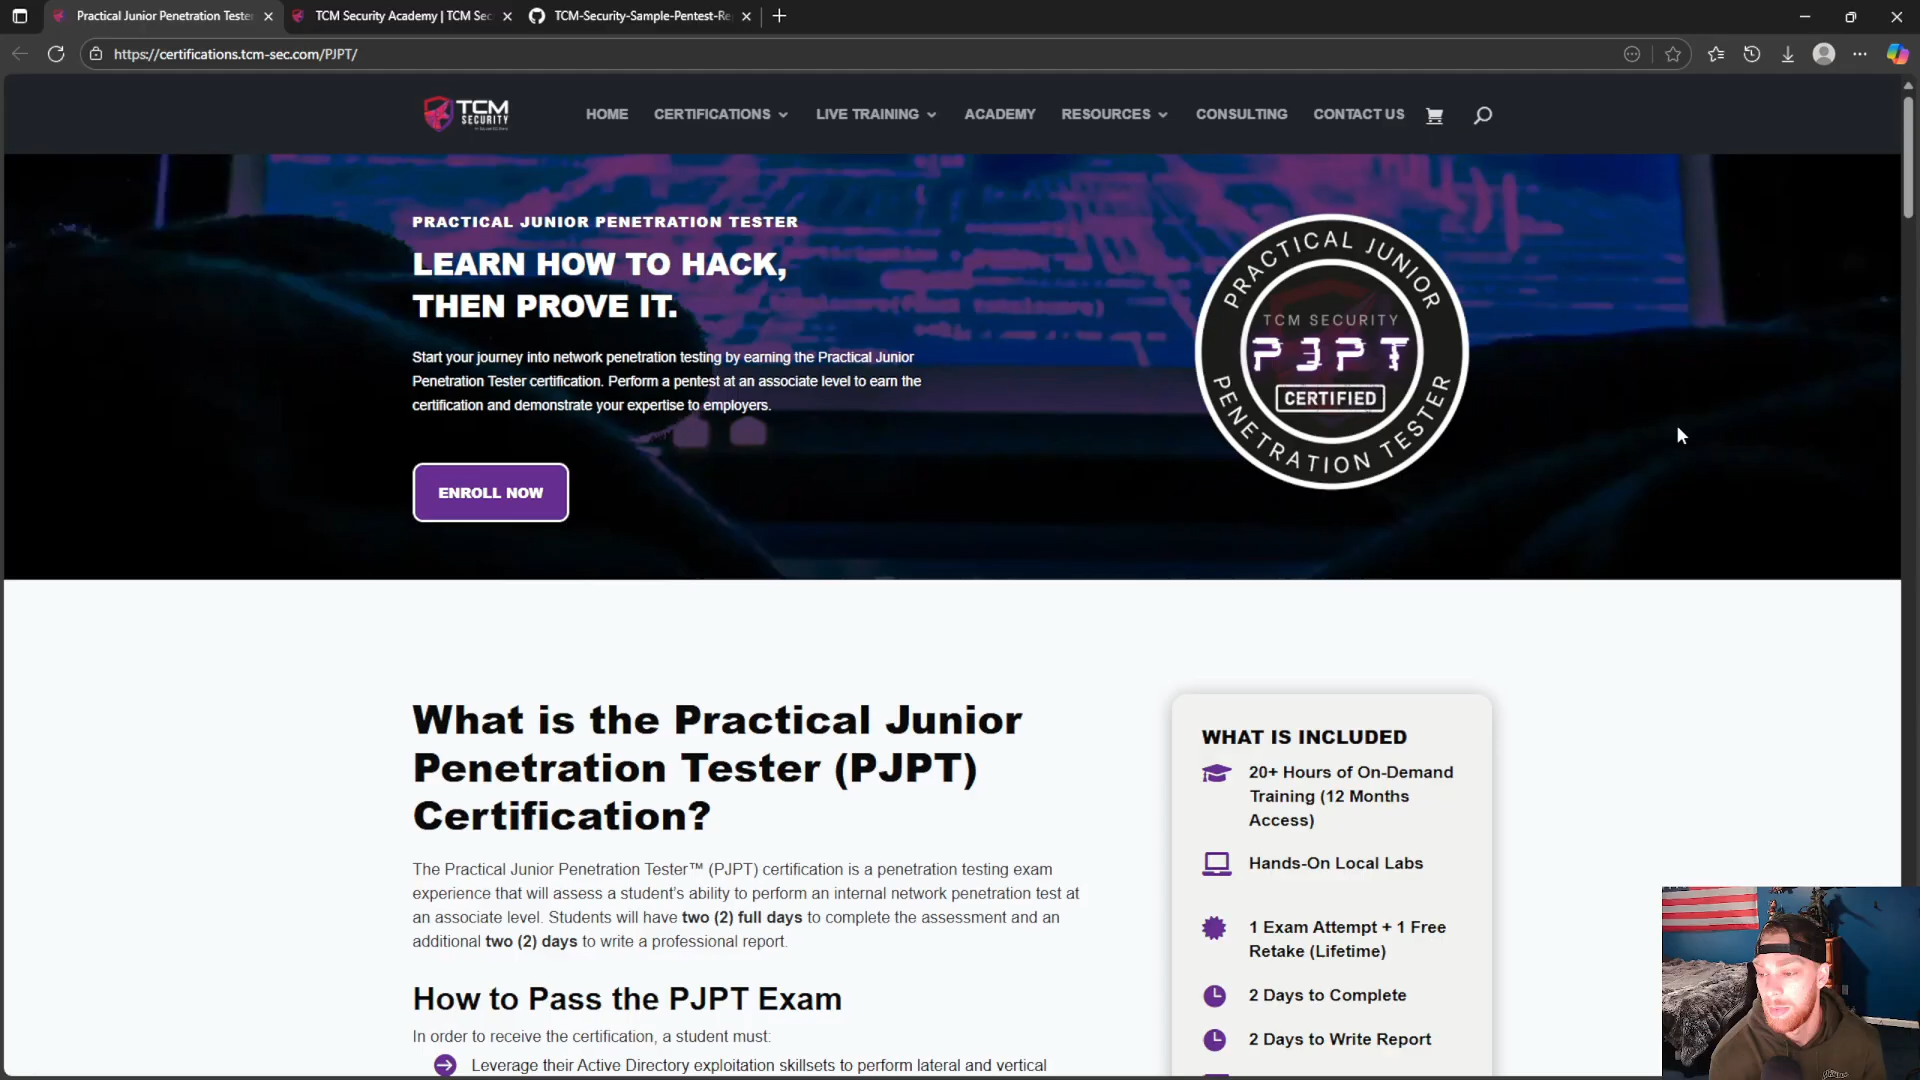 Practical Junior Penetration Teste
TCM Security Academy | TCM Sec
TCM-Security-Sample-Pentest-Re
https://certifications.tcm-sec.com/PJPT/
TCM
SECURITY
HOME
CERTIFICATIONS
LIVE TRAINING
ACADEMY
RESOURCES
CONSULTING
CONTACT US
PRACTICAL JUNIOR PENETRATION TESTER
LEARN HOW TO HACK,
THEN PROVE IT.
Start your journey into network penetration testing by earning the Practical Junior
Penetration Tester certification. Perform a pentest at an associate level to earn the
certification and demonstrate your expertise to employers.
ENROLL NOW
PRACTICAL JUNIOR
TCM SECURITY
PJPT
CERTIFIED
PENETRATION TESTER
What is the Practical Junior
Penetration Tester (PJPT)
Certification?
The Practical Junior Penetration Tester™ (PJPT) certification is a penetration testing exam
experience that will assess a student's ability to perform an internal network penetration test at
an associate level. Students will have two (2) full days to complete the assessment and an
additional two (2) days to write a professional report.
How to Pass the PJPT Exam
In order to receive the certification, a student must:
Leverage their Active Directory exploitation skillsets to perform lateral and vertical
WHAT IS INCLUDED
20+ Hours of On-Demand
Training (12 Months
Access)
Hands-On Local Labs
1 Exam Attempt + 1 Free
Retake (Lifetime)
2 Days to Complete
2 Days to Write Report